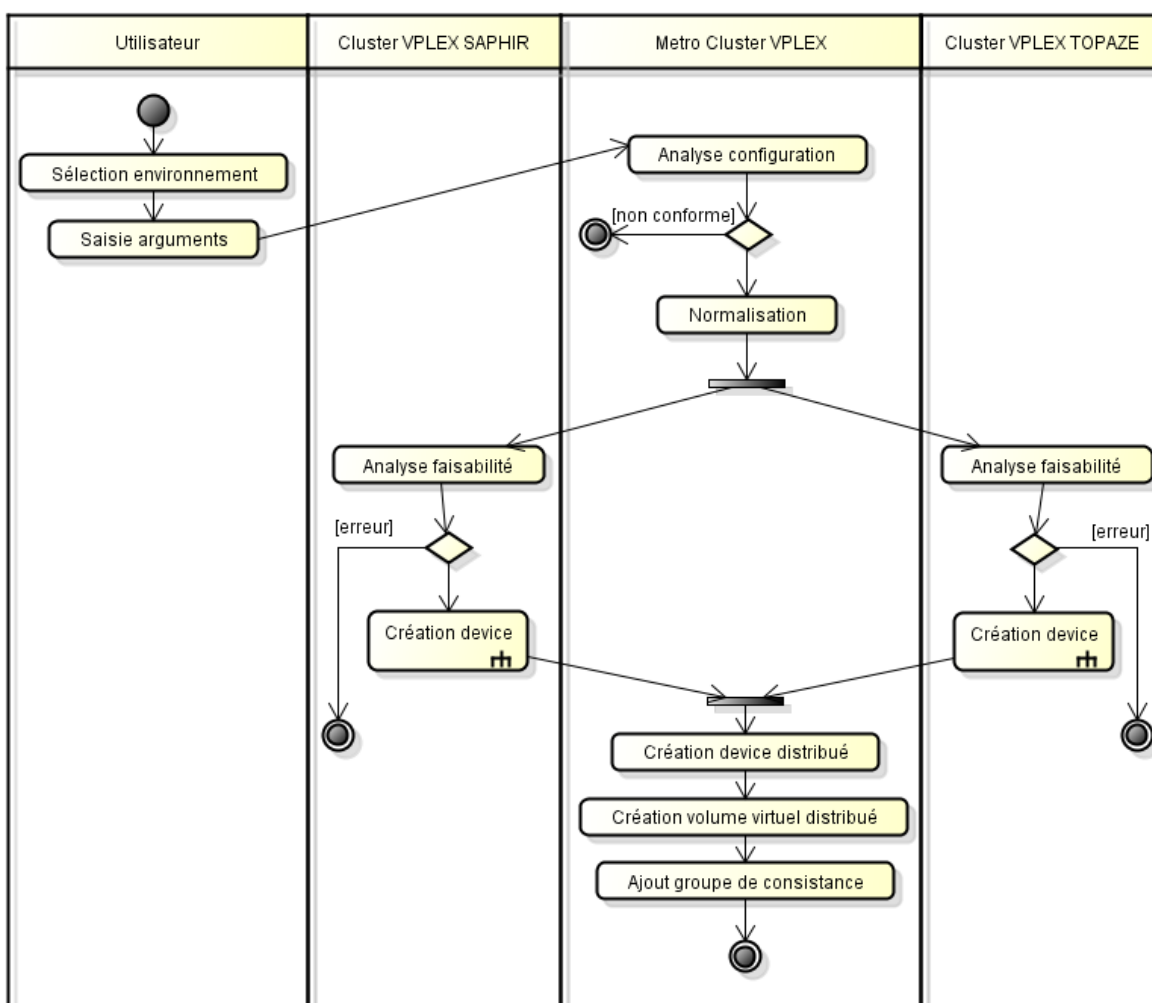 Utilisateur
Cluster VPLEX SAPHIR
Metro Cluster VPLEX
Cluster VPLEX TOPAZE
Sélection environnement
Saisie arguments
Analyse configuration
[non conforme]
Normalisation
Analyse faisabilité
Analyse faisabilité
[erreur]
[erreur]
Création device
Création device
Création device distribué
Création volume virtuel distribué
Ajout groupe de consistance